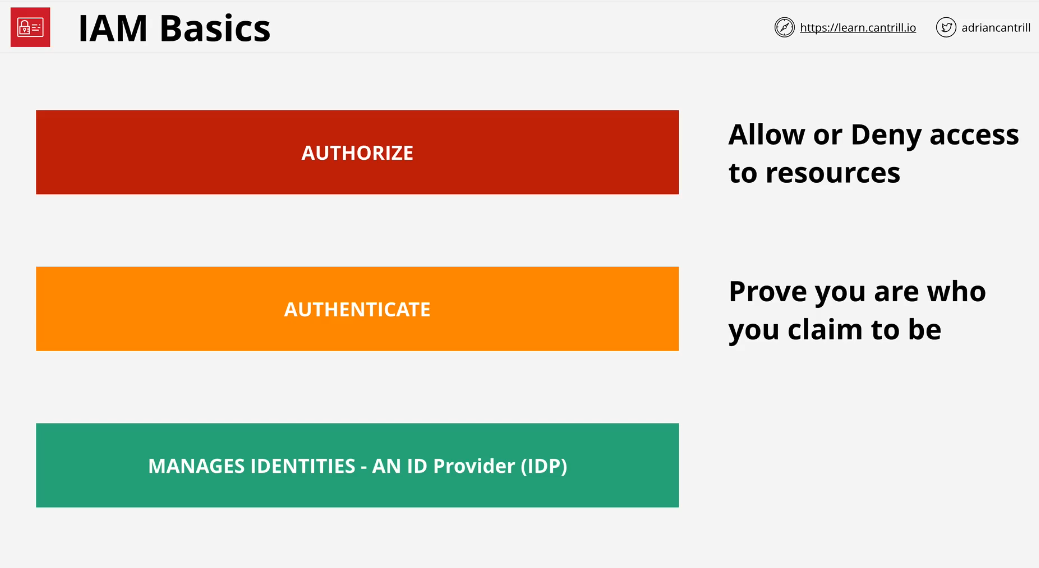 IAM Basics
https://learn.cantrill.io
adriancantrill
AUTHORIZE
Allow or Deny access
to resources
AUTHENTICATE
Prove you are who
you claim to be
MANAGES IDENTITIES - AN ID Provider (IDP)